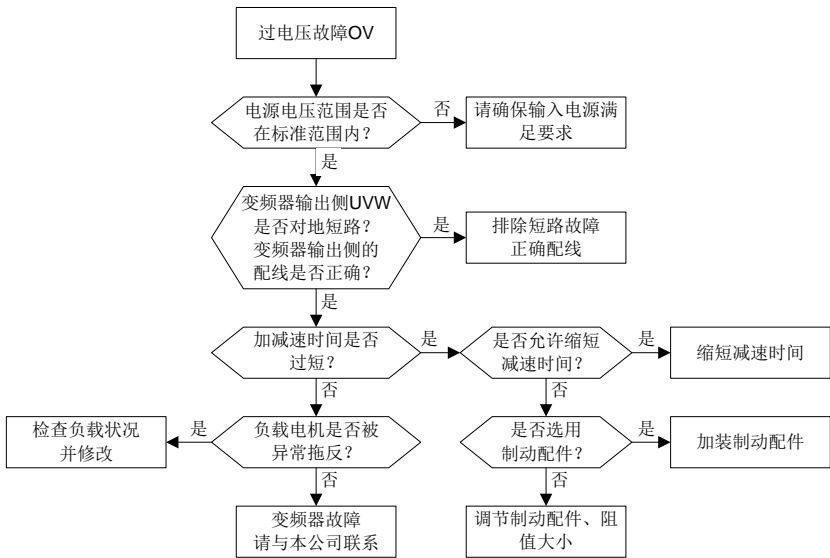 过电压故障OV
电源电压范围是否
在标准范围内？
否
请确保输入电源满
足要求
是
变频器输出侧UVW
是否对地短路？
变频器输出侧的
配线是否正确？
是
排除短路故障
正确配线
是
加减速时间是否
过短？
是
是否允许缩短
减速时间？
是
缩短减速时间
否
否
检查负载状况
并修改
是
负载电机是否被
异常拖反？
是否选用
制动配件？
是
加装制动配件
否
否
变频器故障
请与本公司联系
调节制动配件、阻
值大小